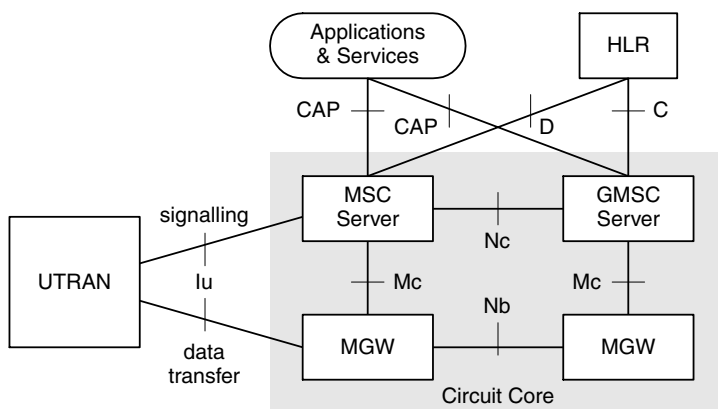 Applications
& Services
HLR
CAP
CAP
D
C
MSC
Server
GMSC
Server
signalling
Nc
UTRAN
Iu
Mc
Mc
Nb
MGW
MGW
data
transfer
Circuit Core